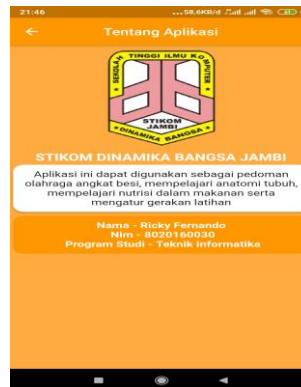 21:46
...58,6KB/d
Tentang Aplikasi
SEKOLAH TINGGI ILMU KOMPUTER
STIKOM
JAMBI
DINAMIKA BANGSA
STIKOM DINAMIKA BANGSA JAMBI
Aplikasi ini dapat digunakan sebagai pedoman
olahraga angkat besi, mempelajari anatomi tubuh,
mempelajari nutrisi dalam makanan serta
mengatur gerakan latihan
Nama - Ricky Fernando
Nim - 8020160030
Program Studi - Teknik Informatika